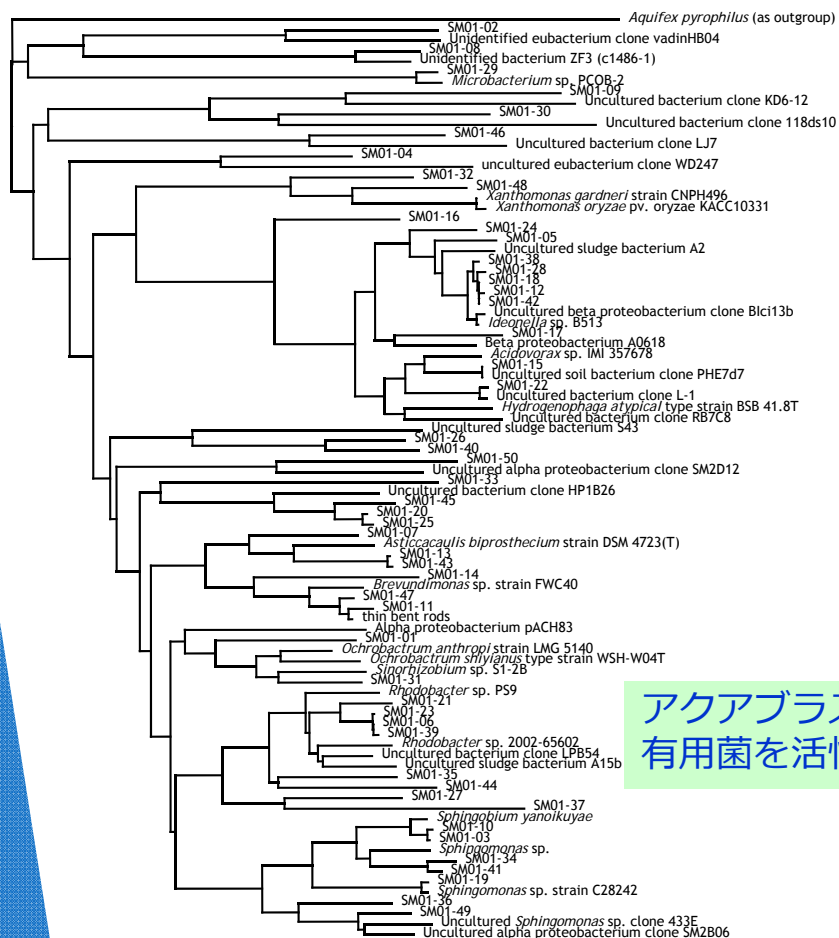 Aquifex pyrophilus (as outgroup)
SM01-02
Unidentified eubacterium clone vadinHB04
SM01-08
Unidentified bacterium ZF3 (c1486-1)
SM01-29
Microbacterium sp. PCOB-2
SM01-09
Uncultured bacterium clone KD6-12
SM01-30
Uncultured bacterium clone 118ds10
SM01-46
Uncultured bacterium clone LJ7
SM01-04
uncultured eubacterium clone WD247
SM01-32
SM01-48
Xanthomonas gardneri strain CNPH496
Xanthomonas oryzae pv. oryzae KACC10331
SM01-16
SM01-24
SM01-05
Uncultured sludge bacterium A2
SM01-38
SM01-28
SM01-18
SM01-12
SM01-42
Uncultured beta proteobacterium clone BIci13b
Ideonella sp. B513
SM01-17
Beta proteobacterium A0618
Acidovorax sp. IMI 357678
SM01-15
Uncultured soil bacterium clone PHE7d7
SM01-22
Uncultured bacterium clone L-1
Hydrogenophaga atypical type strain BSB 41.8T
Uncultured bacterium clone RB7C8
Uncultured sludge bacterium S43
SM01-26
SM01-40
SM01-50
Uncultured alpha proteobacterium clone SM2D12
SM01-33
Uncultured bacterium clone HP1B26
SM01-45
SM01-20
SM01-25
SM01-07
Asticcacaulis biprosthecium strain DSM 4723(T)
SM01-13
SM01-43
SM01-14
Brevundimonas sp. strain FWC40
SM01-47
SM01-11
thin bent rods
Alpha proteobacterium pACH83
SM01-01
Ochrobactrum anthropi strain LMG 5140
Ochrobactrum shiyianus type strain WSH-W04T
Sinorhizobium sp. S1-2B
SM01-31
Rhodobacter sp. PS9
SM01-21
SM01-23
SM01-06
SM01-39
Rhodobacter sp. 2002-65602
Uncultured bacterium clone LPB54
Uncultured sludge bacterium A15b
SM01-35
SM01-44
SM01-27
SM01-37
Sphingobium yanoikuyae
SM01-10
SM01-03
Sphingomonas sp.
SM01-34
SM01-41
SM01-19
Sphingomonas sp. strain C28242
SM01-36
SM01-49
Uncultured Sphingomonas sp. clone 433E
Uncultured alpha proteobacterium clone SM2B06
アクアブラス
有用菌を活性